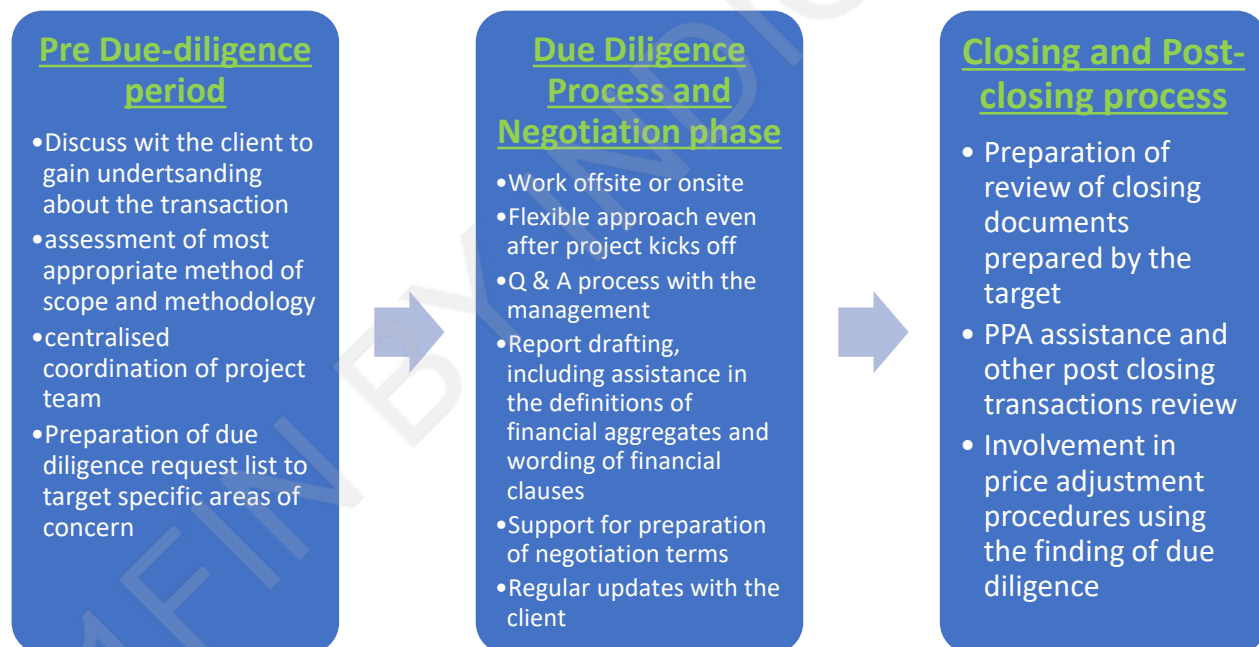 Pre Due-diligence
period
•Discuss wit the client to
gain undertsanding
about the transaction
•assessment of most
appropriate method of
scope and methodology
•centralised
coordination of project
team
•Preparation of due
diligence request list to
target specific areas of
concern
Due Diligence
Process and
Negotiation phase
•Work offsite or onsite
•Flexible approach even
after project kicks off
•Q & A process with the
management
•Report drafting,
including assistance in
the definitions of
financial aggregates and
wording of financial
clauses
•Support for preparation
of negotiation terms
•Regular updates with the
client
Closing and Post-
closing process
• Preparation of
review of closing
documents
prepared by the
target
• PPA assistance and
other post closing
transactions review
• Involvement in
price adjustment
procedures using
the finding of due
diligence